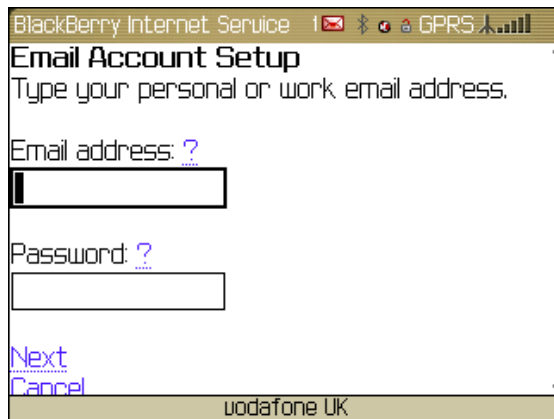 BlackBerry Internet Service 1 GPRS
Email Account Setup
Type your personal or work email address.
Email address: ?
Password: ?
Next
Cancel
vodafone UK